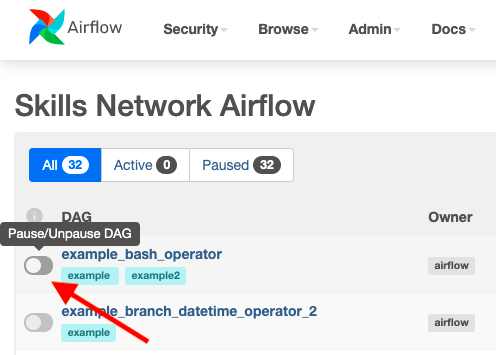 Airflow Security Browse Admin Docs
Skills Network Airflow
All 32 Active 0 Paused 32
i DAG Owner
Pause/Unpause DAG
example_bash_operator
example example2 airflow
example_branch_datetime_operator_2
example airflow